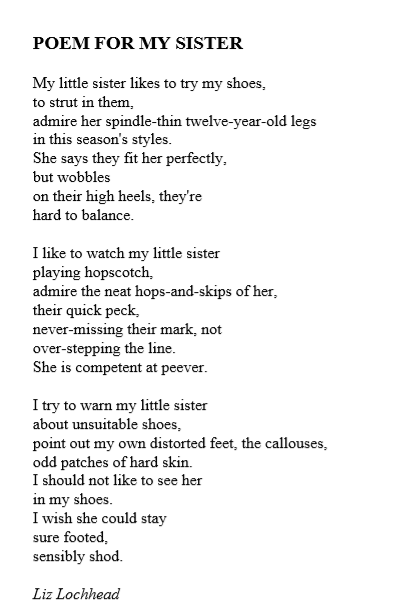 POEM FOR MY SISTER
My little sister likes to try my shoes,
to strut in them,
admire her spindle-thin twelve-year-old legs
in this season's styles.
She says they fit her perfectly,
but wobbles
on their high heels, they're
hard to balance.
I like to watch my little sister
playing hopscotch,
admire the neat hops-and-skips of her,
their quick peck,
never-missing their mark, not
over-stepping the line.
She is competent at peever.
I try to warn my little sister
about unsuitable shoes,
point out my own distorted feet, the callouses,
odd patches of hard skin.
I should not like to see her
in my shoes.
I wish she could stay
sure footed,
sensibly shod.
Liz Lochhead